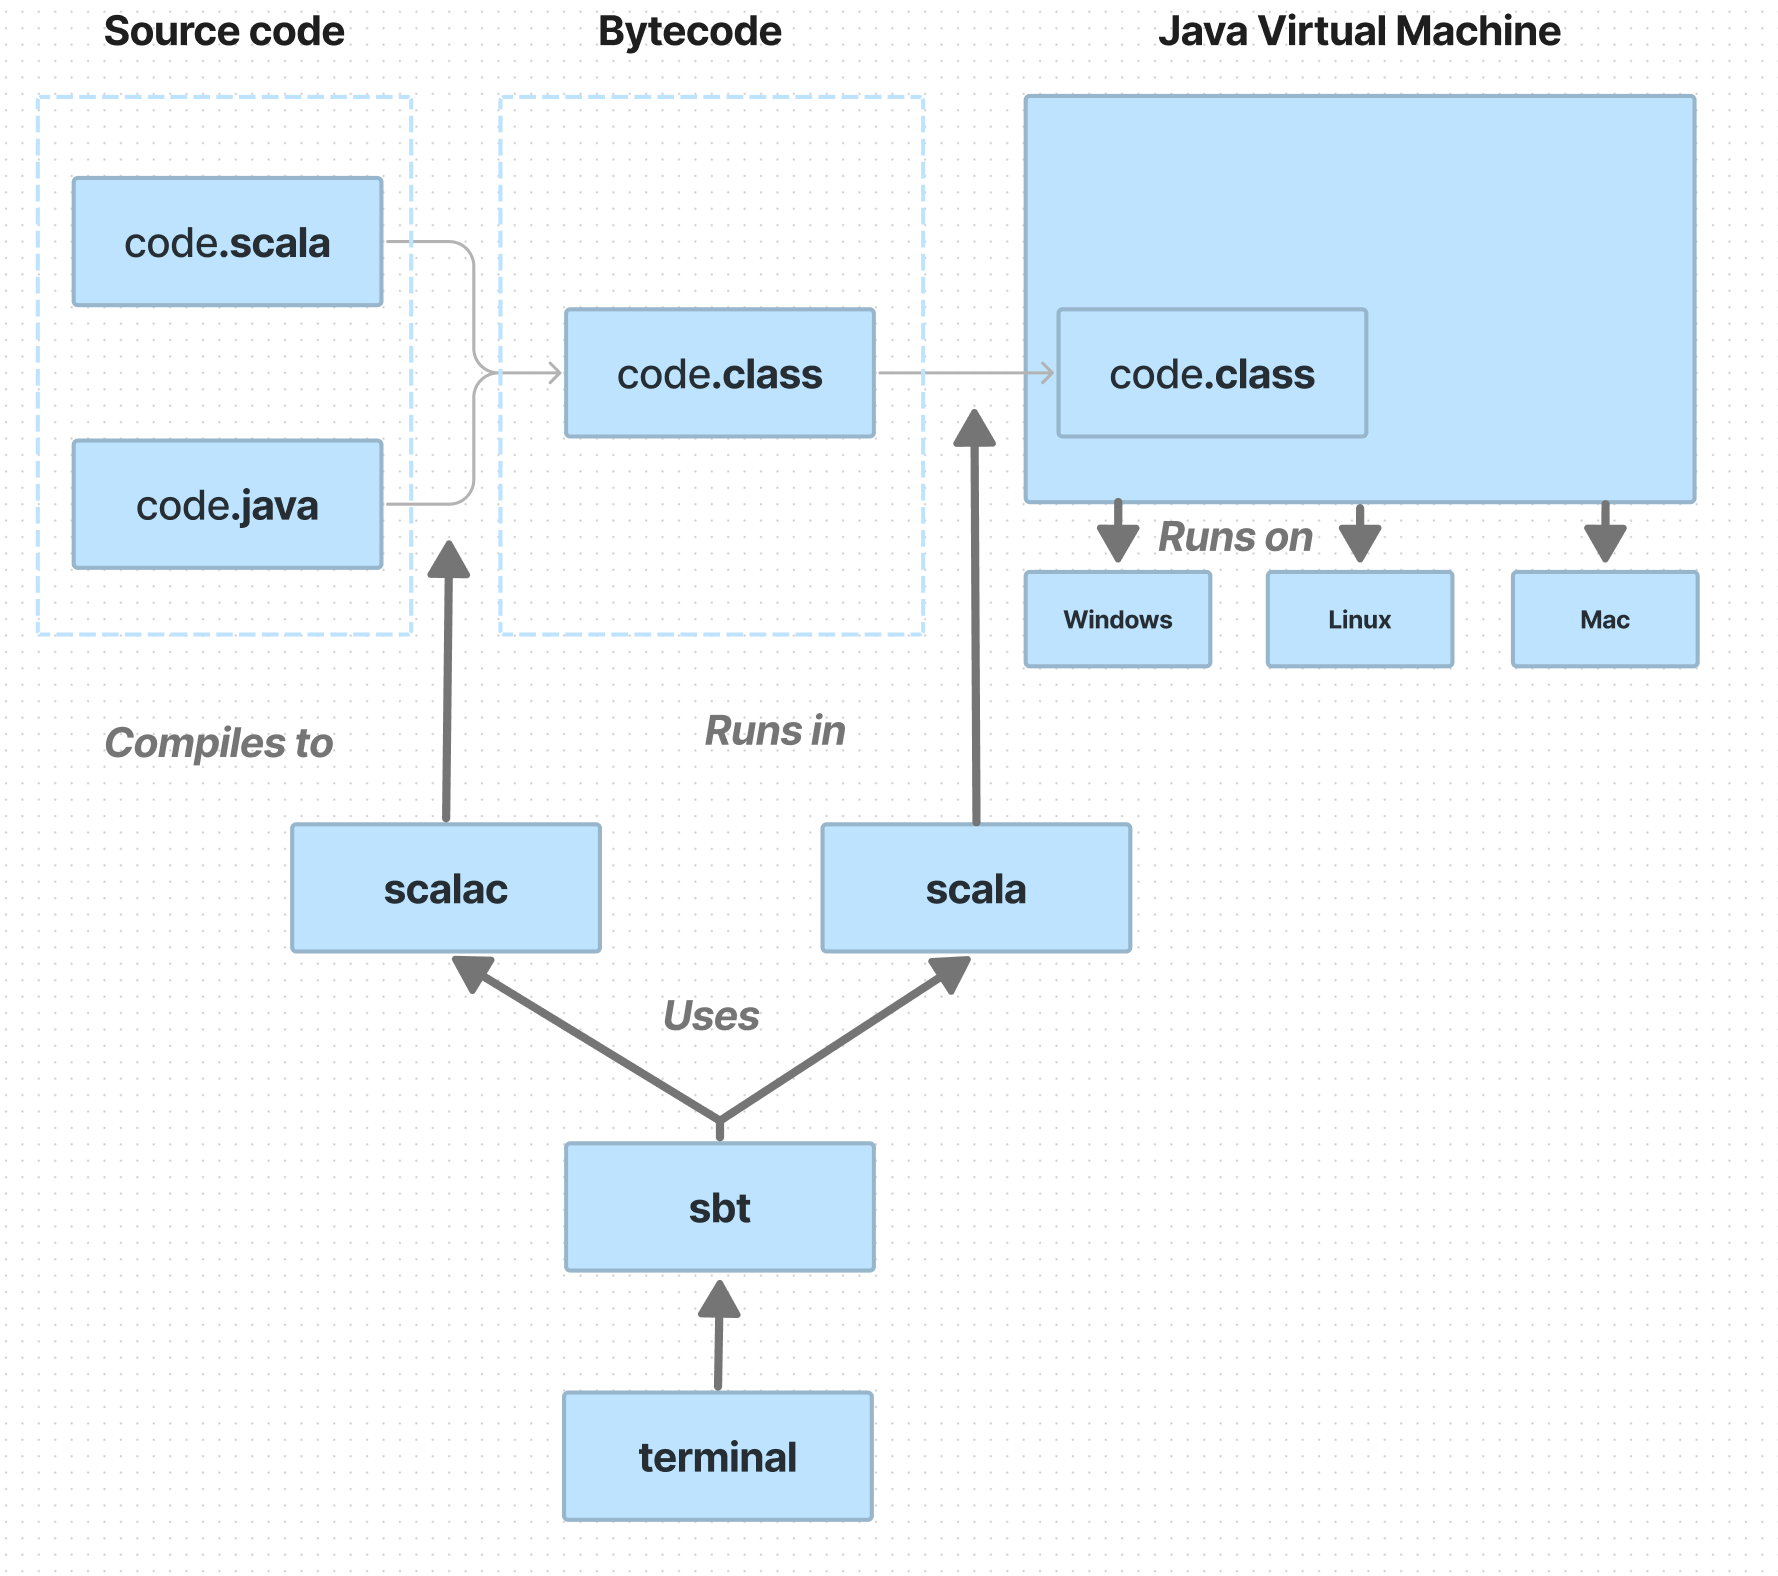 Source code
Bytecode
Java Virtual Machine
code.scala
code.class
code.class
code.java
Runs on
Windows
Linux
Mac
Compiles to
Runs in
scalac
scala
Uses
sbt
terminal